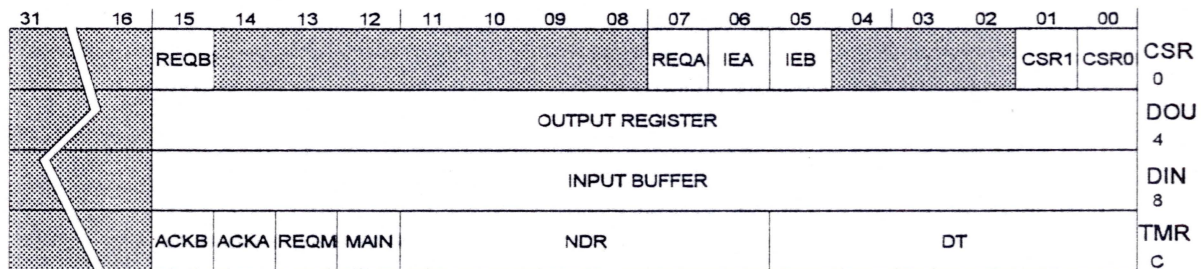 31 16 15 14 13 12 11 10 09 08 07 06 05 04 03 02 01 00
REQB REQA IEA IEB CSR1 CSR0 CSR
0
OUTPUT REGISTER DOU
4
INPUT BUFFER DIN
8
ACKB ACKA REQM MAIN NDR DT TMR
C